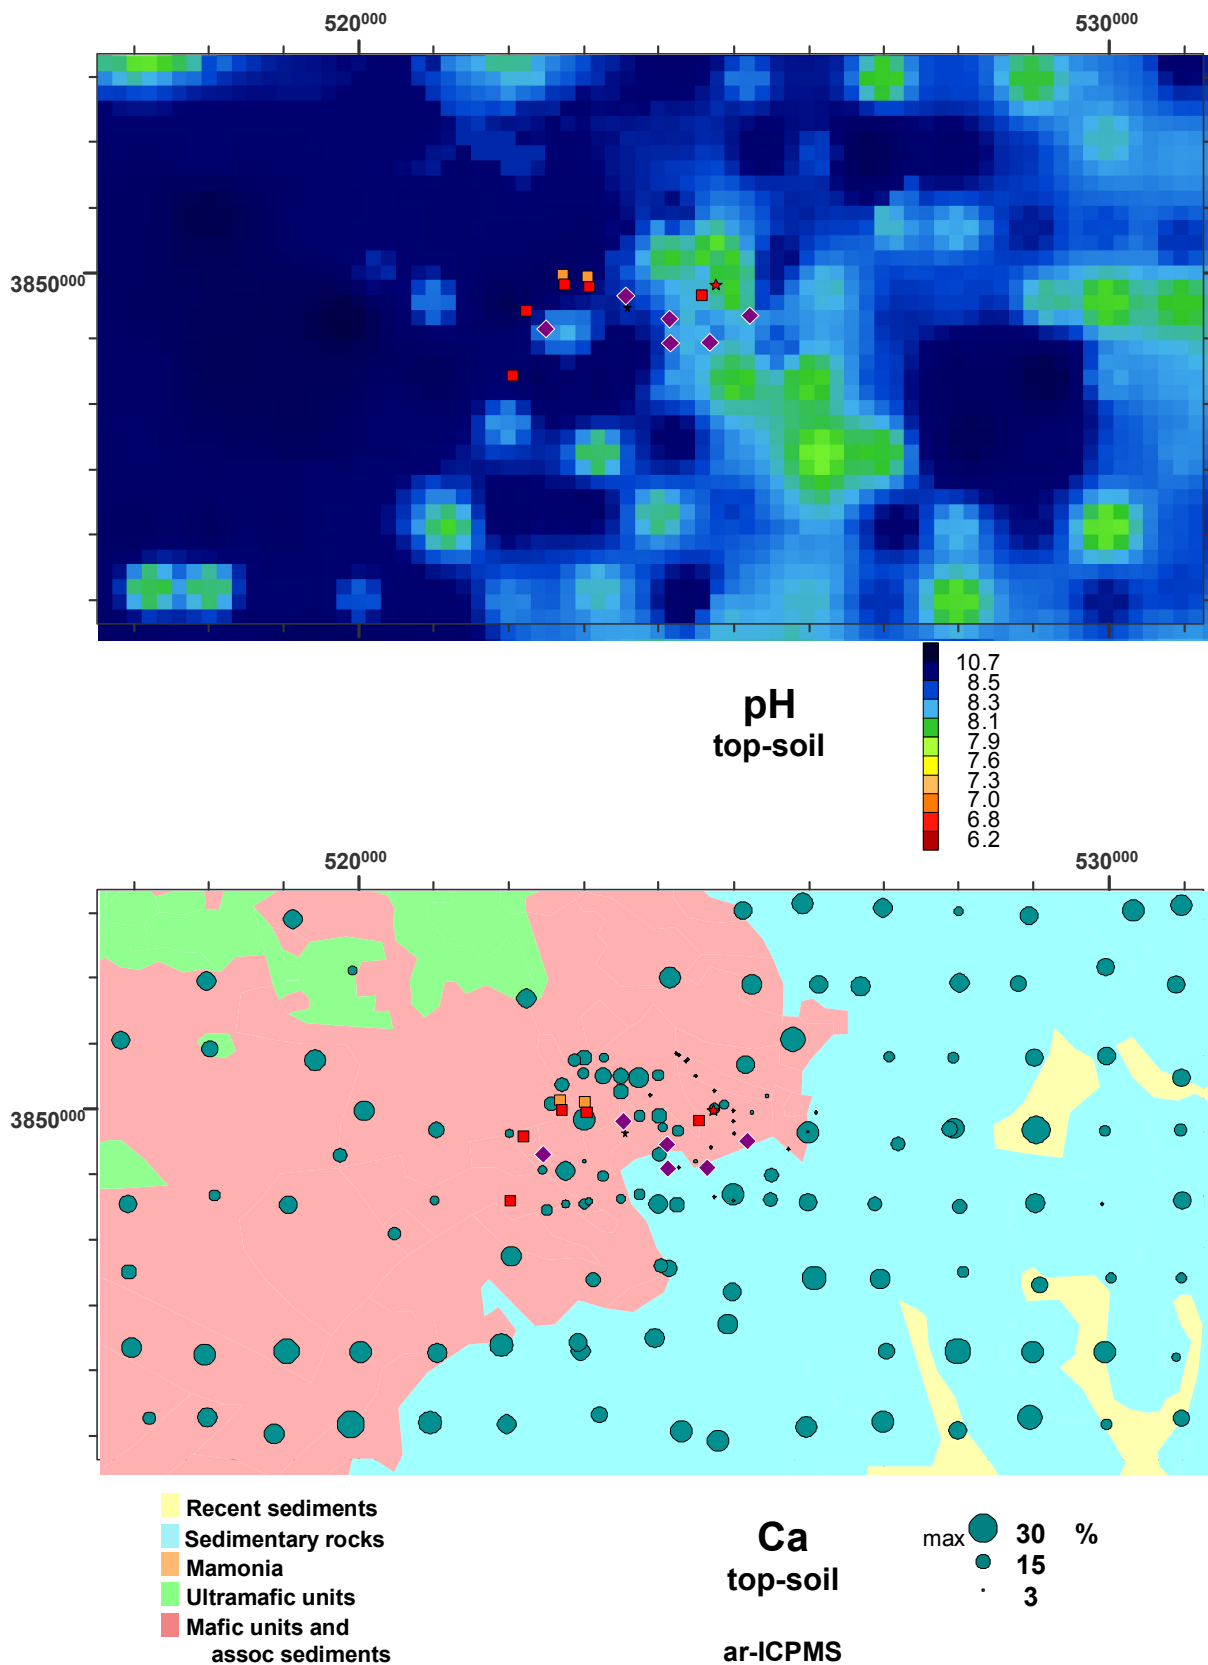 520000 530000
3850000
10.7
8.5
8.3
8.1
7.9
7.6
7.3
7.0
6.8
6.2
pH
top-soil
520000 530000
3850000
Recent sediments
Sedimentary rocks
Mamonia
Ultramafic units
Mafic units and
assoc sediments
Ca
top-soil
ar-ICPMS
max 30 %
15
3